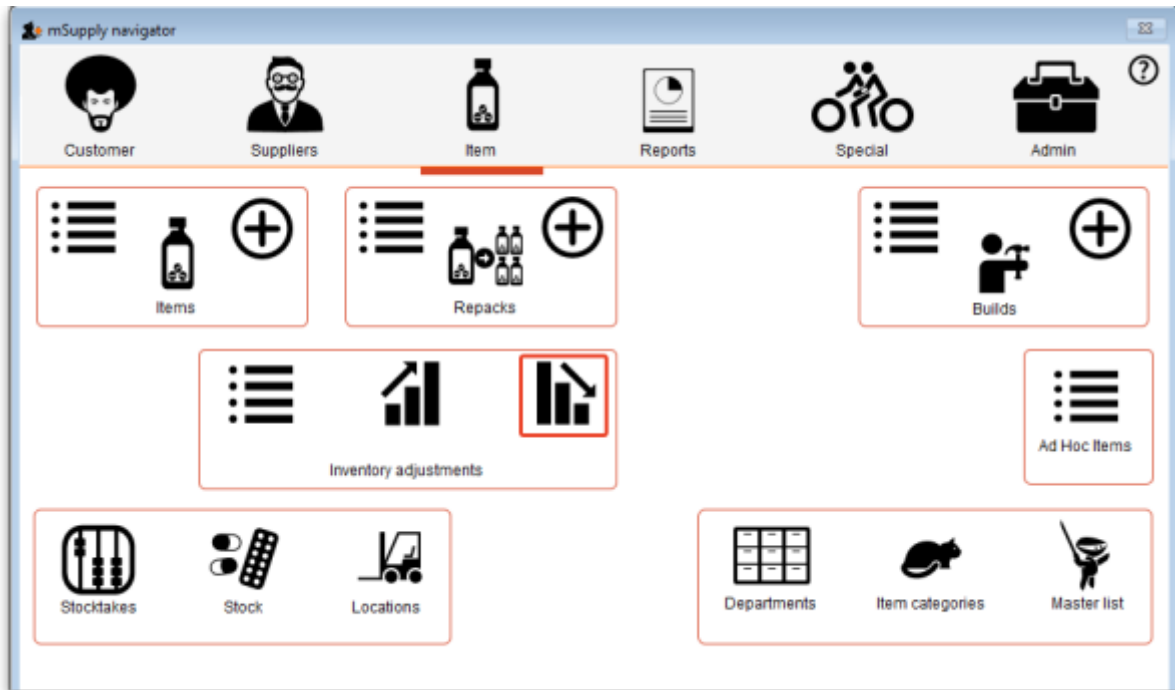 mSupply navigator
Customer
Suppliers
Item
Reports
Special
Admin
?
Items
Repacks
Builds
Inventory adjustments
Ad Hoc Items
Stocktakes
Stock
Locations
Departments
Item categories
Master list